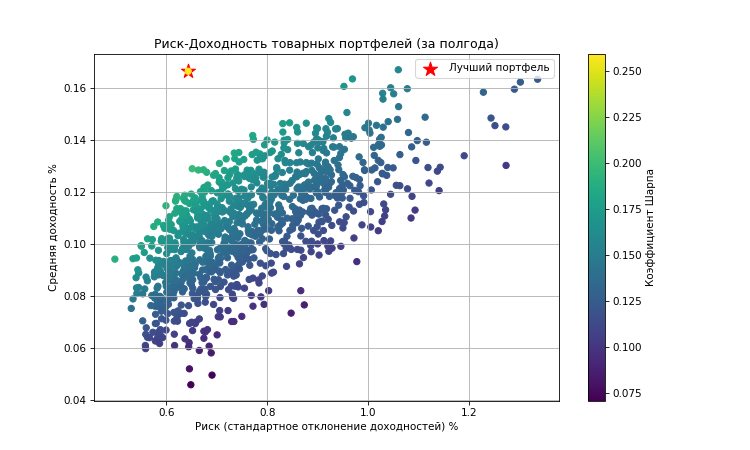 Риск-Доходность товарных портфелей (за полгода)
Лучший портфель
Средняя доходность %
0.16
0.14
0.12
0.10
0.08
0.06
0.04
0.6 0.8 1.0 1.2
Риск (стандартное отклонение доходностей) %
0.250
0.225
0.200
0.175
0.150
0.125
0.100
0.075
Коэффициент Шарпа